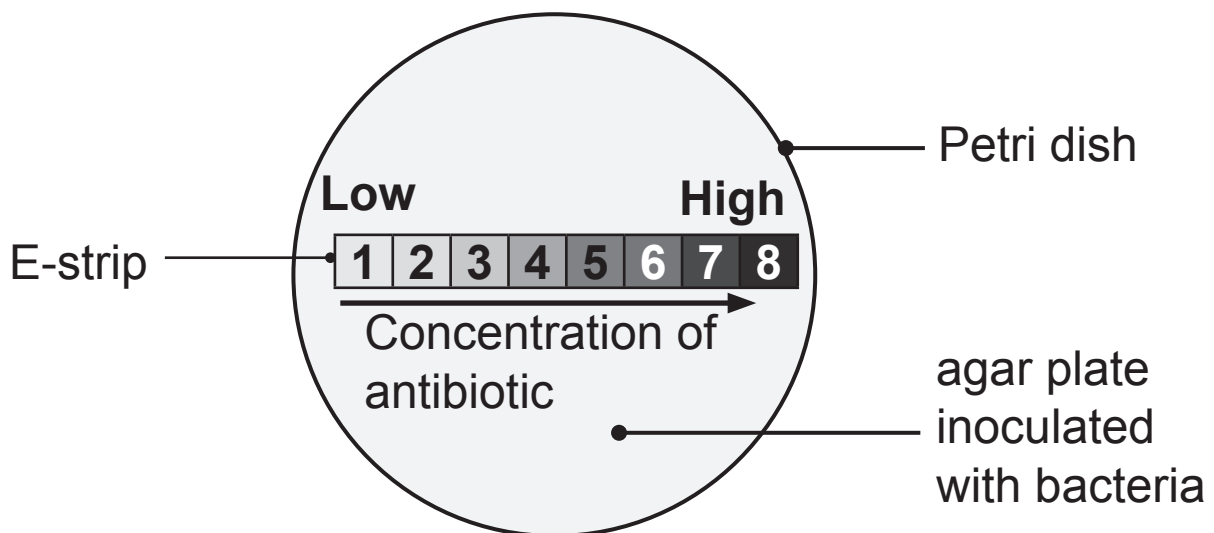 Petri dish
Low
High
E-strip
1 2 3 4 5 6 7 8
Concentration of
antibiotic
agar plate
inoculated
with bacteria